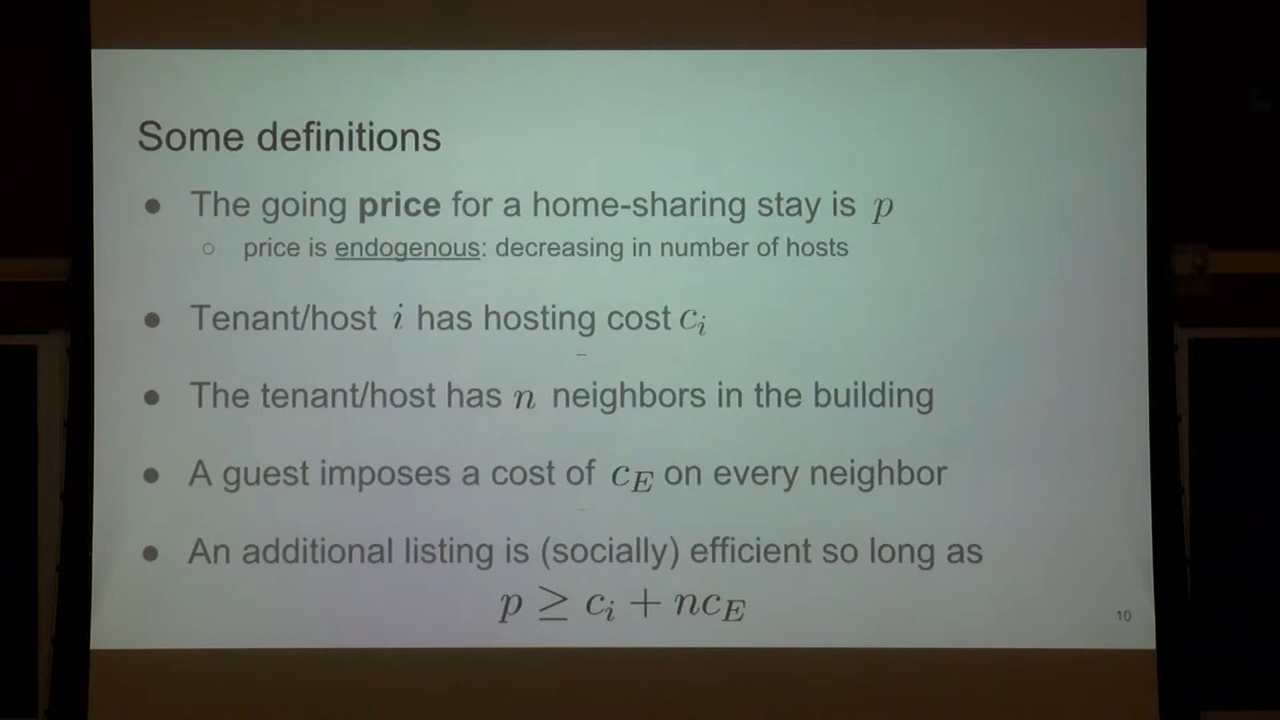 Some definitions
● The going price for a home-sharing stay is p
○ price is endogenous: decreasing in number of hosts
● Tenant/host i has hosting cost c_i
● The tenant/host has n neighbors in the building
● A guest imposes a cost of c_E on every neighbor
● An additional listing is (socially) efficient so long as
p ≥ c_i + nc_E
10